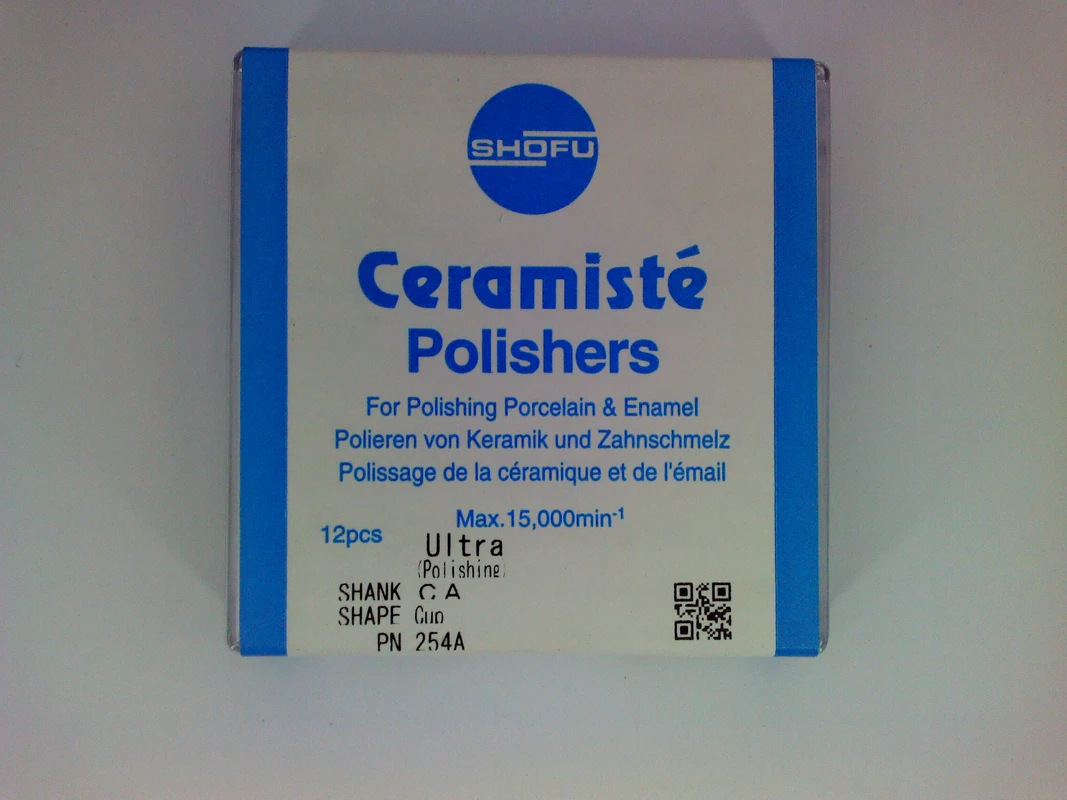 SHOFU
Ceramisté
Polishers
For Polishing Porcelain & Enamel
Polieren von Keramik und Zahnschmelz
Polissage de la céramique et de l'émail
Max.15,000min⁻¹
12pcs
Ultra
(Polishing)
SHANK CA
SHAPE Cup
PN 254A